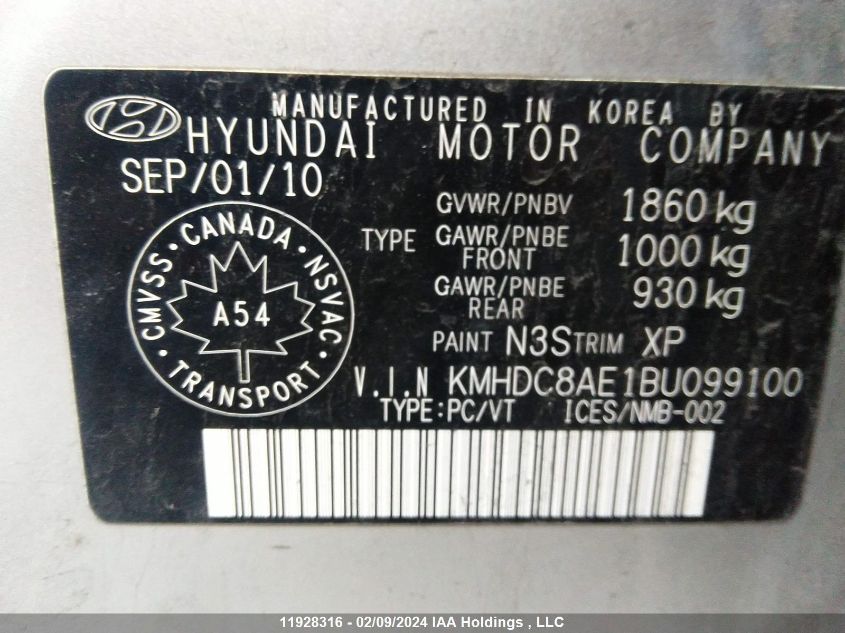 MANUFACTURED IN KOREA BY
HYUNDAI MOTOR COMPANY
SEP/01/10
GVWR/PNBV 1860 kg
TYPE GAWR/PNBE FRONT 1000 kg
GAWR/PNBE REAR 930 kg
CMVSS · CANADA · NSVAC ·
A54
TRANSPORT
PAINT N3S TRIM XP
V.I.N KMHDC8AE1BU099100
TYPE:PC/VT ICES/NMB-002
11928316 - 02/09/2024 IAA Holdings , LLC